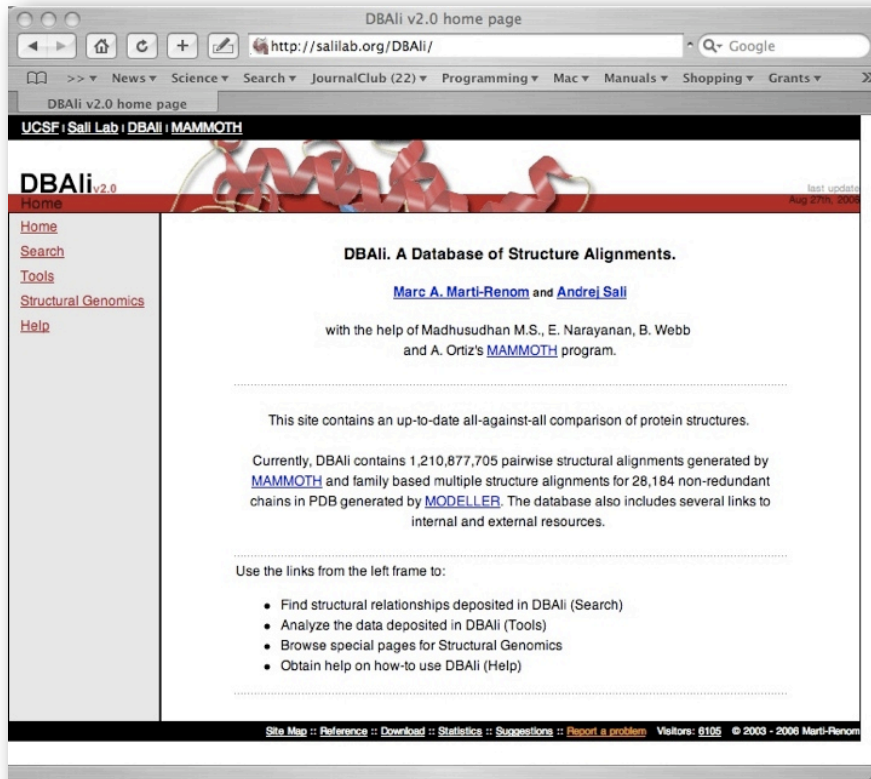 DBAli v2.0 home page
http://salilab.org/DBAli/
Google
>> News Science Search JournalClub (22) Programming Mac Manuals Shopping Grants
DBAli v2.0 home page
UCSF | Sali Lab | DBAli | MAMMOTH
DBAli v2.0
last update
Home
Aug 27th, 2006
Home
Search
Tools
Structural Genomics
Help
DBAli. A Database of Structure Alignments.
Marc A. Marti-Renom and Andrej Sali
with the help of Madhusudhan M.S., E. Narayanan, B. Webb
and A. Ortiz's MAMMOTH program.
This site contains an up-to-date all-against-all comparison of protein structures.
Currently, DBAli contains 1,210,877,705 pairwise structural alignments generated by
MAMMOTH and family based multiple structure alignments for 28,184 non-redundant
chains in PDB generated by MODELLER. The database also includes several links to
internal and external resources.
Use the links from the left frame to:
• Find structural relationships deposited in DBAli (Search)
• Analyze the data deposited in DBAli (Tools)
• Browse special pages for Structural Genomics
• Obtain help on how-to use DBAli (Help)
Site Map :: Reference :: Download :: Statistics :: Suggestions :: Report a problem Visitors: 6105 © 2003 - 2006 Marti-Renom